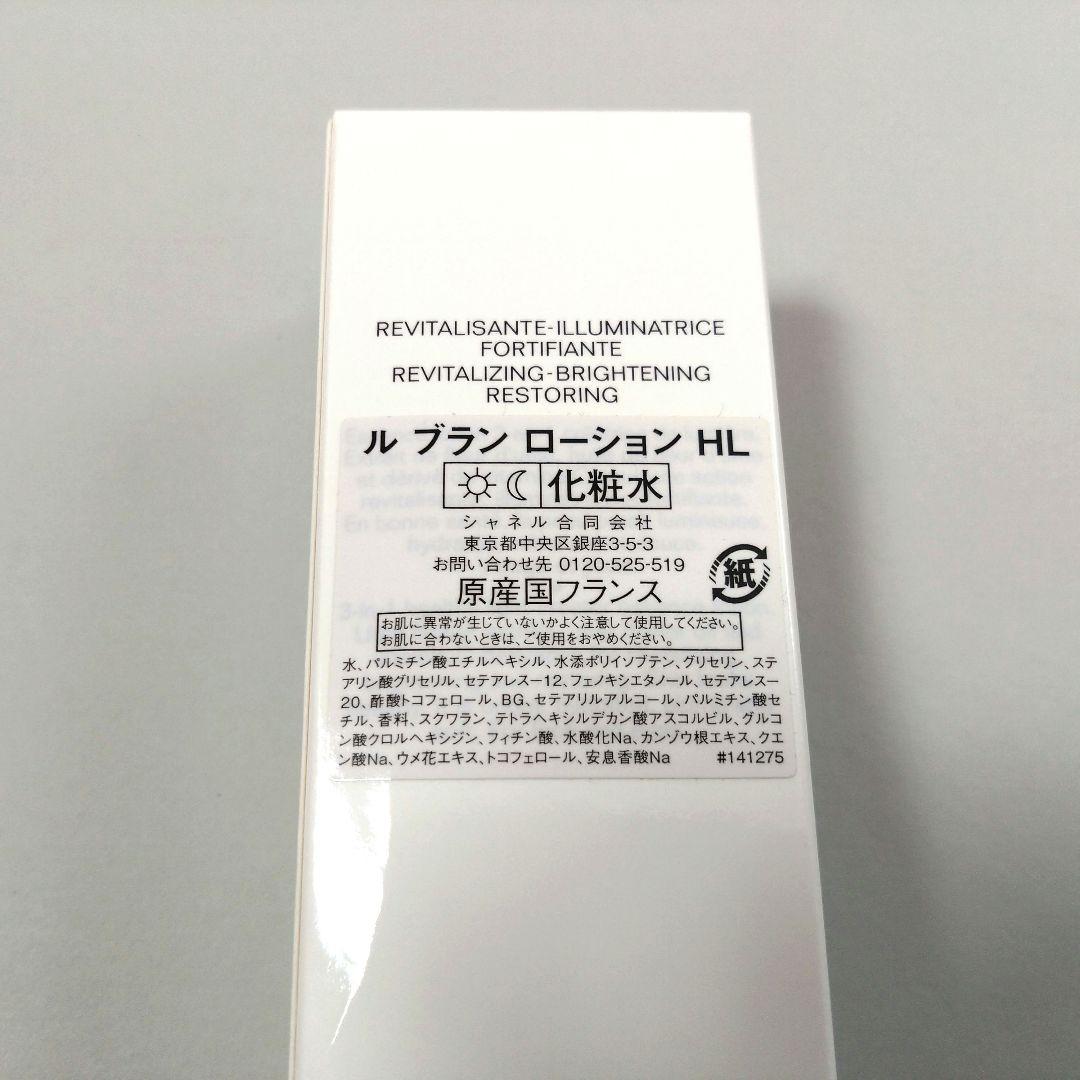 REVITALISANTE-ILLUMINATRICE
FORTIFIANTE
REVITALIZING-BRIGHTENING
RESTORING
ル ブラン ローション HL
化粧水
シャネル合同会社
東京都中央区銀座3-5-3
お問い合わせ先 0120-525-519
紙
原産国フランス
お肌に異常が生じていないかよく注意して使用してください。
お肌に合わないときは、ご使用をおやめください。
水、パルミチン酸エチルヘキシル、水添ポリイソブテン、グリセリン、ステ
アリン酸グリセリル、セテアレス-12、フェノキシエタノール、セテアレス-
20、酢酸トコフェロール、BG、セテアリルアルコール、パルミチン酸セ
チル、香料、スクワラン、テトラヘキシルデカン酸アスコルビル、グルコ
ン酸クロルヘキシジン、フィチン酸、水酸化Na、カンゾウ根エキス、クエ
ン酸Na、ウメ花エキス、トコフェロール、安息香酸Na #141275